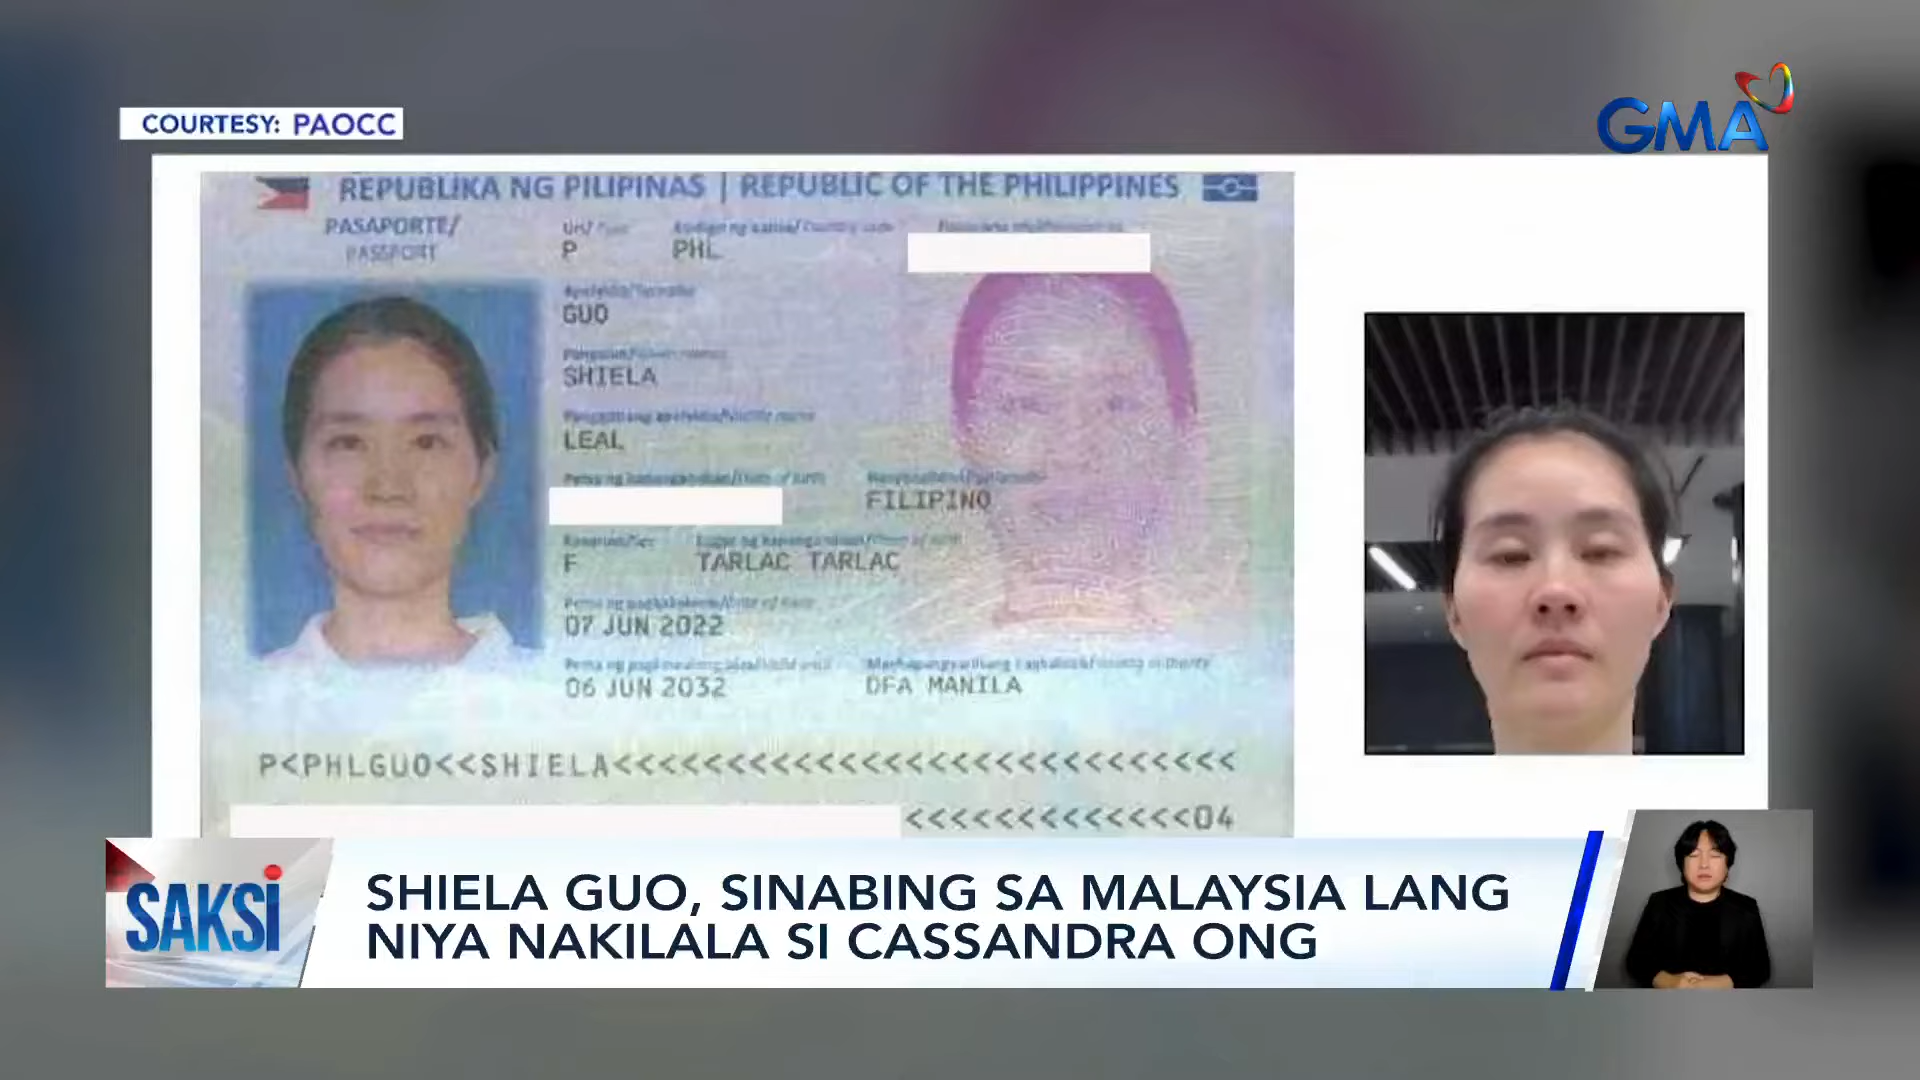 COURTESY: PAOCC
GMA
REPUBLIKA NG PILIPINAS | REPUBLIC OF THE PHILIPPINES
PASAPORTE/
PASSPORT
P
PHL
GUO
SHIELA
LEAL
FILIPINO
F
TARLAC TARLAC
07 JUN 2022
06 JUN 2032
DFA MANILA
P<PHLGUO<<SHIELA<<<<<<<<<<<<<<<<<<<<<<<<<<<<
<<<<<<<<<<<<<<04
SAKSI
SHIELA GUO, SINABING SA MALAYSIA LANG
NIYA NAKILALA SI CASSANDRA ONG